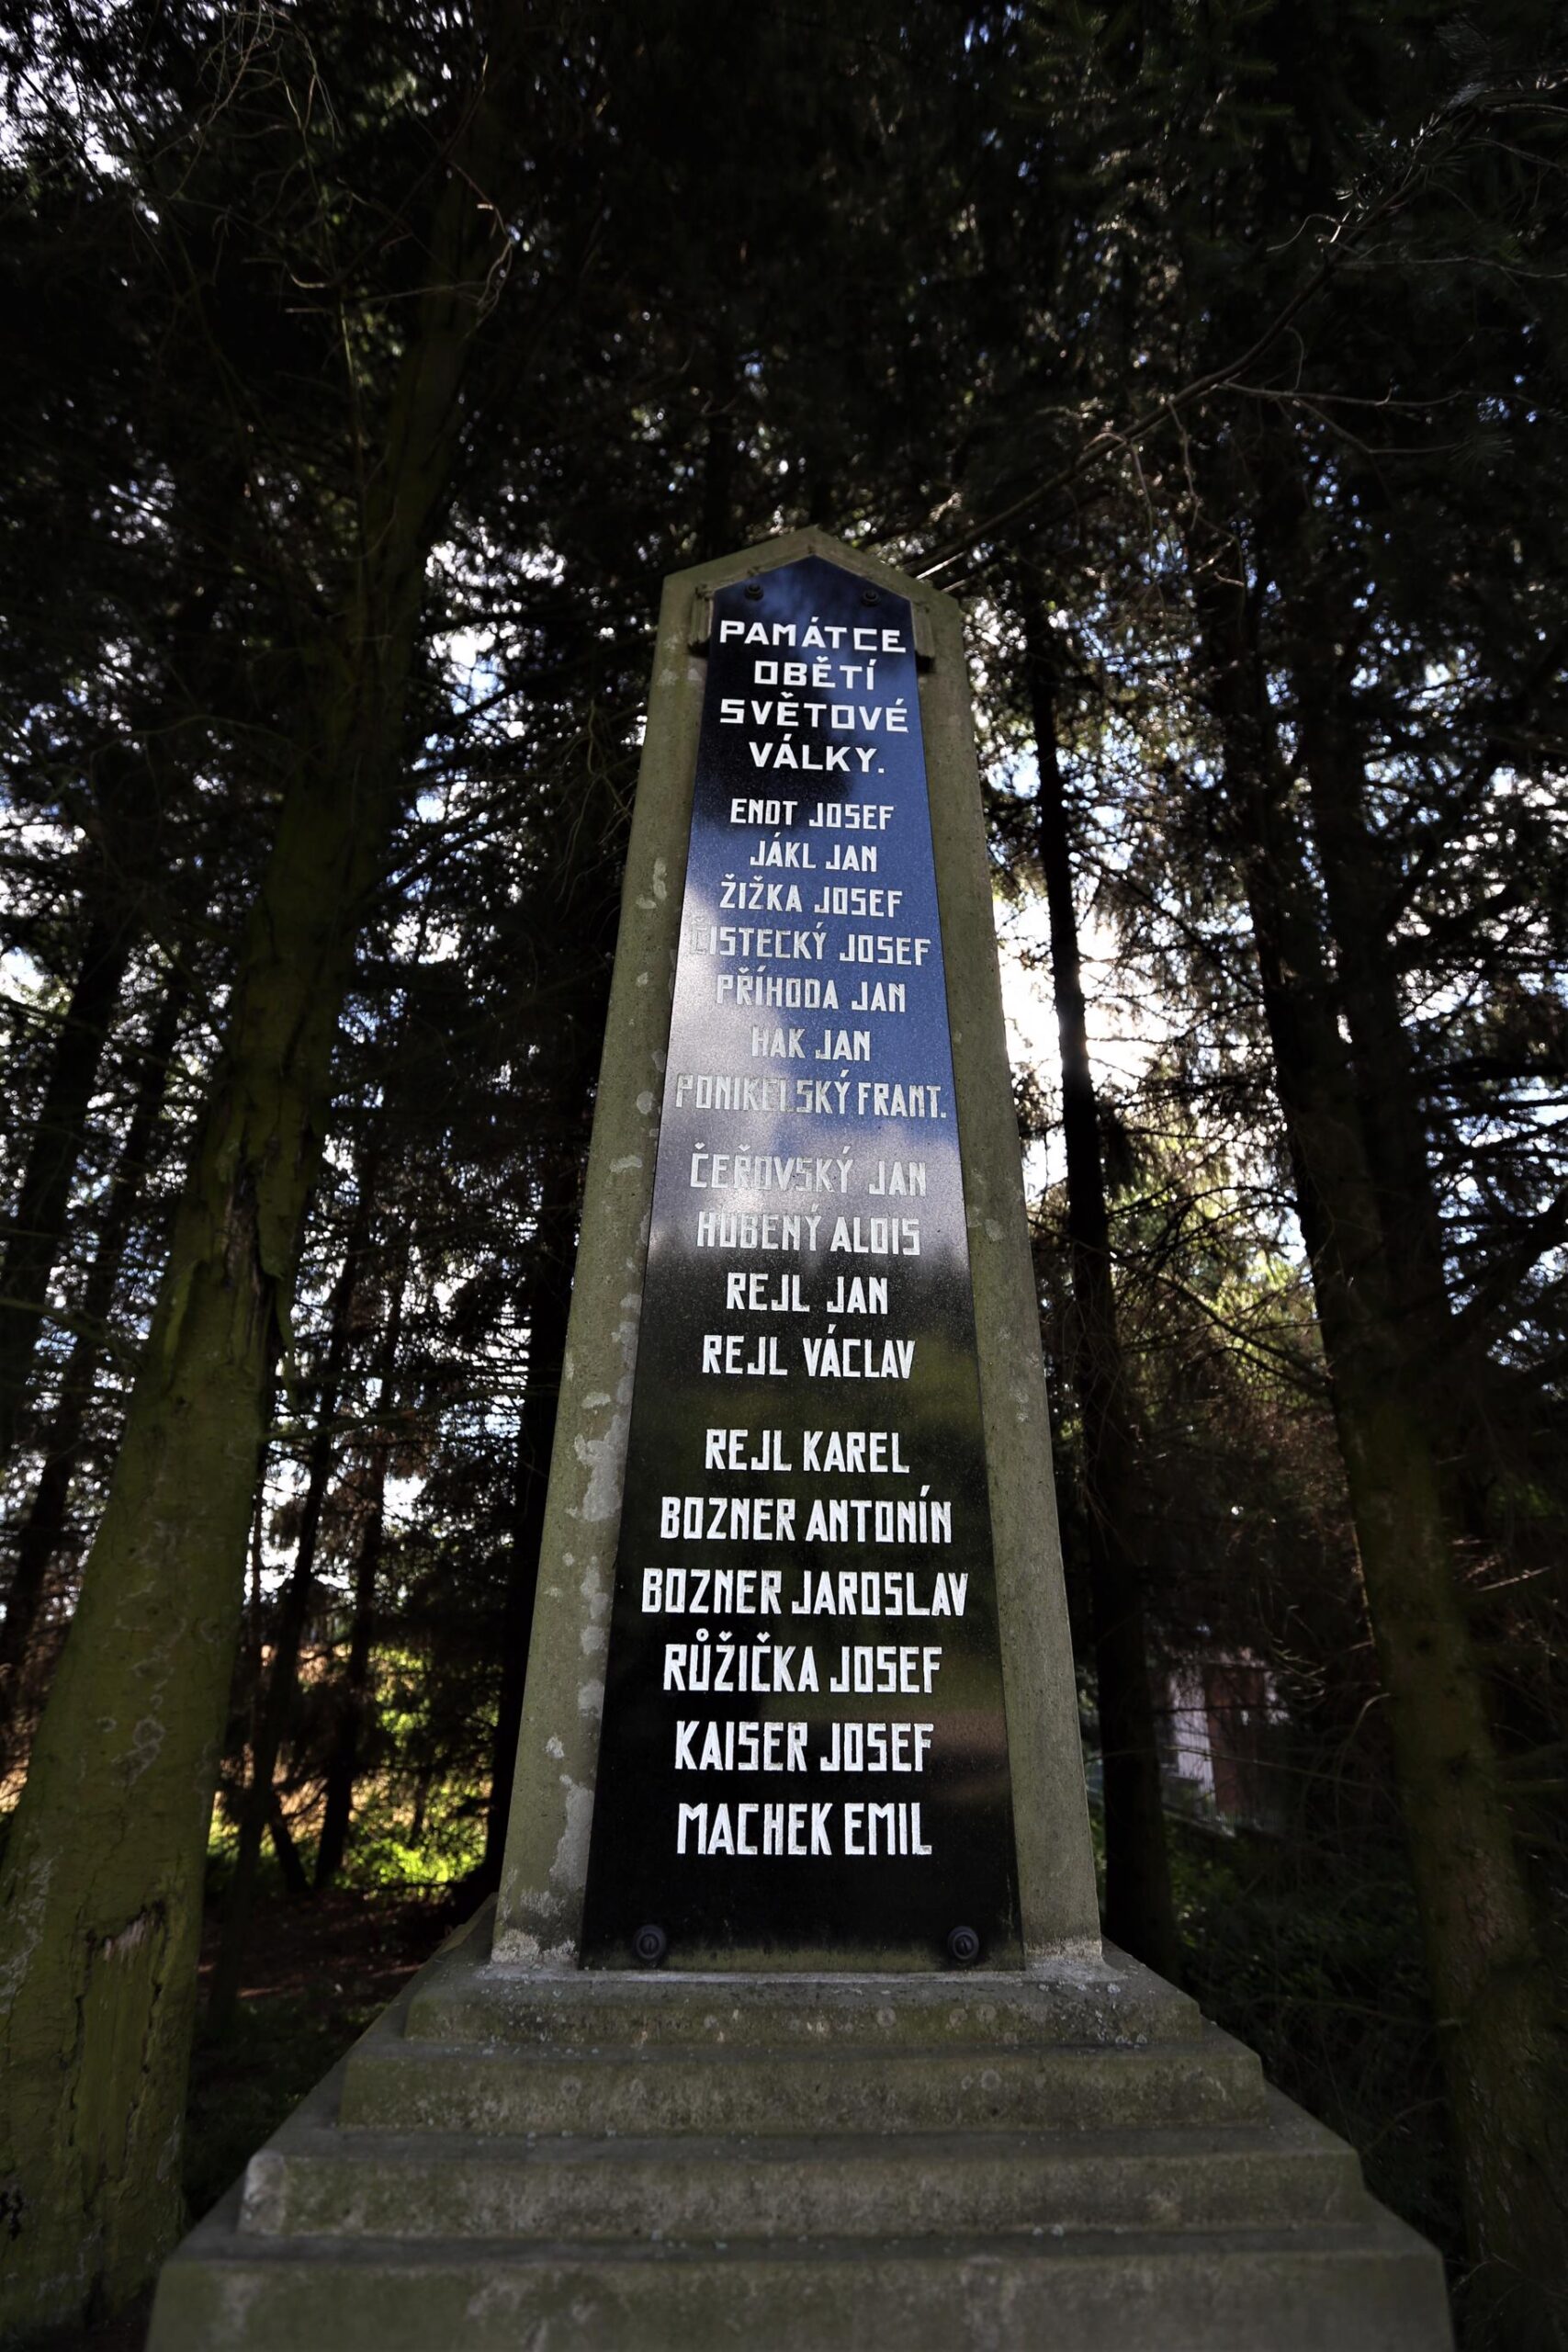 PAMÁTCE
OBĚTÍ
SVĚTOVÉ
VÁLKY.
ENOT JOSEF
JÁKL JAN
ŽIŽKA JOSEF
ČISTECKÝ JOSEF
PŘÍHODA JAN
HAK JAN
PONIKELSKÝ FRANT.
ČEŘOVSKÝ JAN
HUBENÝ ALOIS
REJL JAN
REJL VÁCLAV
REJL KAREL
BOZNER ANTONÍN
BOZNER JAROSLAV
RŮŽIČKA JOSEF
KAISER JOSEF
MACHEK EMIL